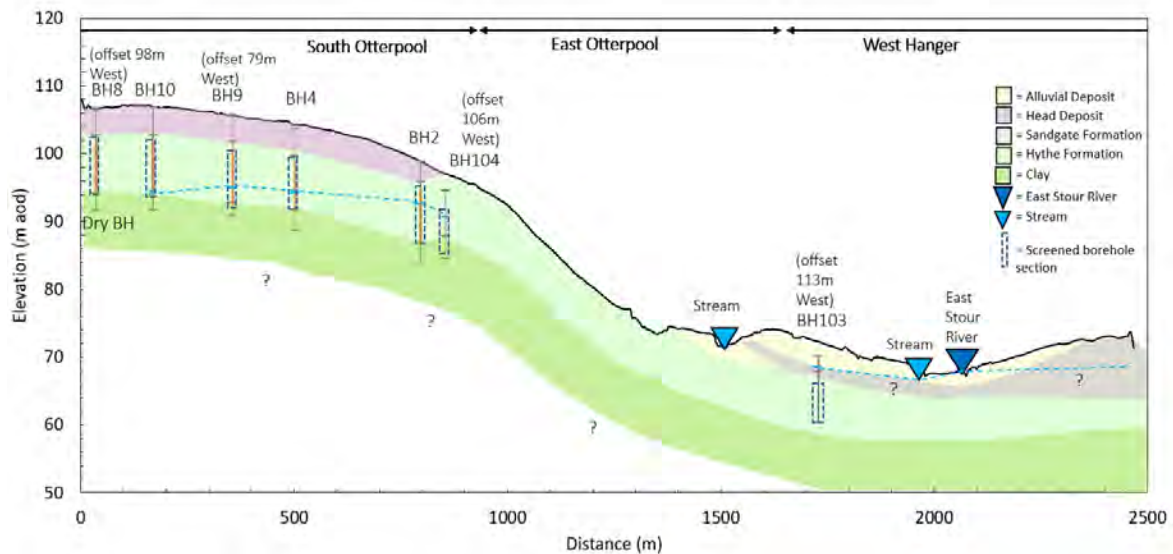 120
South Otterpool
East Otterpool
West Hanger
(offset 98m
West)
BH8
BH10
(offset 79m
West)
BH9
BH4
BH2
(offset
106m
West)
BH104
= Alluvial Deposit
= Head Deposit
= Sandgate Formation
= Hythe Formation
= Clay
= East Stour River
= Stream
= Screened borehole
section
110
100
90
80
70
60
50
Elevation (m aod)
Dry BH
?
?
?
Stream
(offset
113m
West)
BH103
Stream
East
Stour
River
?
?
0
500
1000
1500
2000
2500
Distance (m)